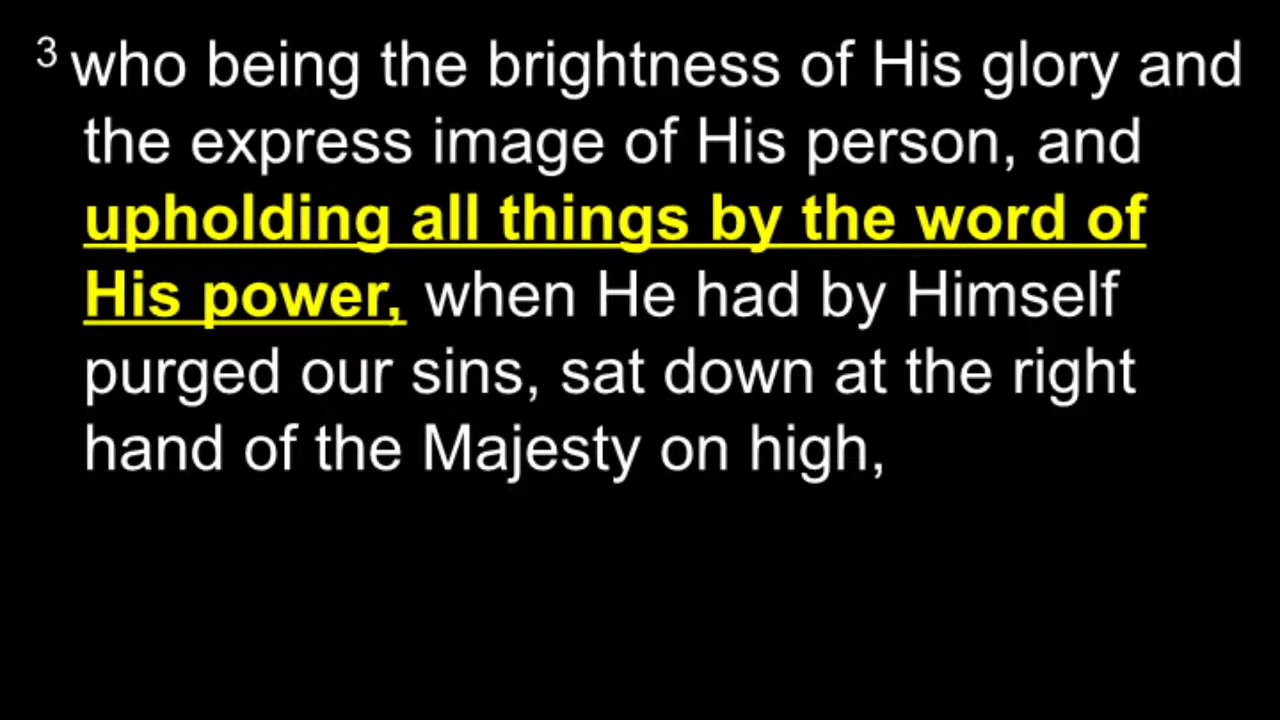 3 who being the brightness of His glory and
the express image of His person, and
upholding all things by the word of
His power, when He had by Himself
purged our sins, sat down at the right
hand of the Majesty on high,